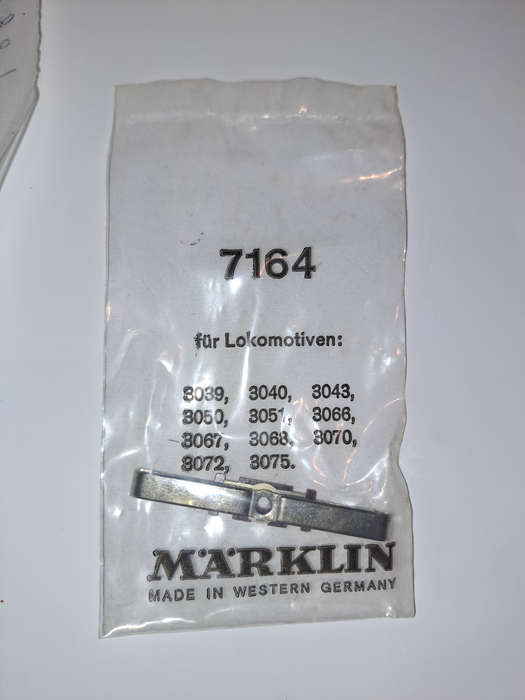 7164
für Lokomotiven:
3039, 3040, 3043,
3050, 3051, 3066,
3067, 3068, 3070,
3072, 3075.
MÄRKLIN
MADE IN WESTERN GERMANY